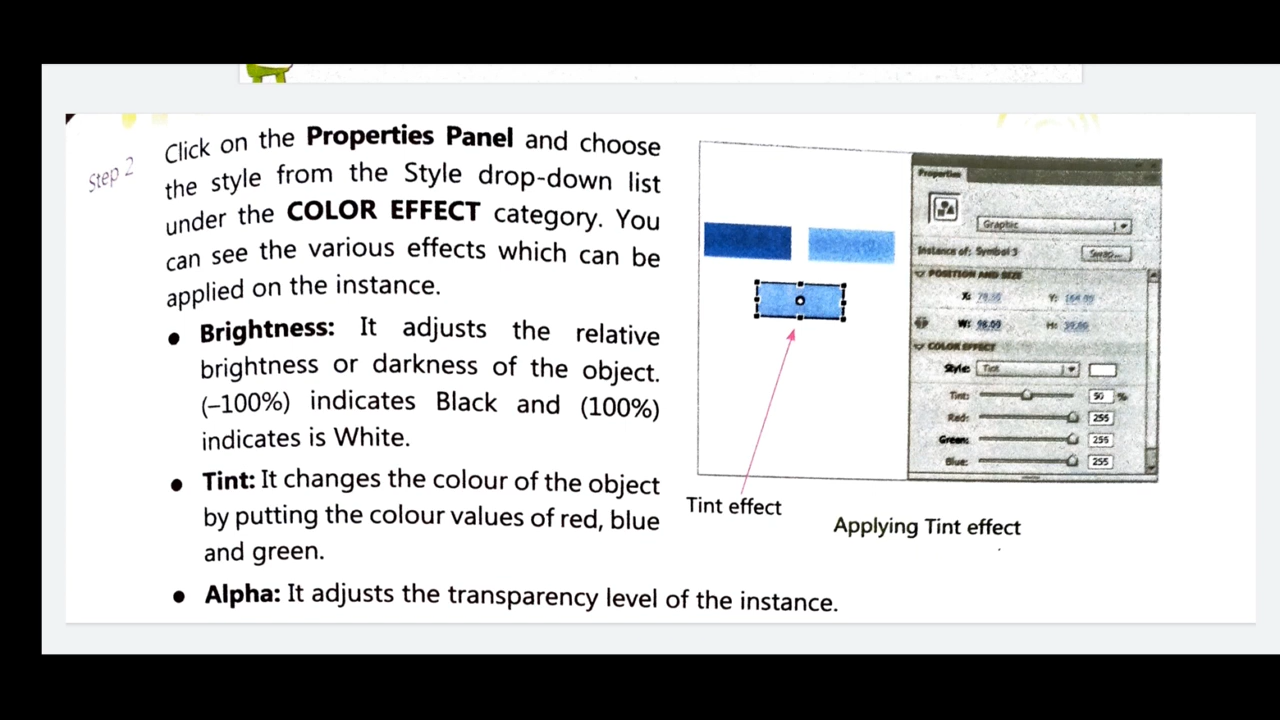 Step 2
Click on the Properties Panel and choose
the style from the Style drop-down list
under the COLOR EFFECT category. You
can see the various effects which can be
applied on the instance.
• Brightness: It adjusts the relative
brightness or darkness of the object.
(–100%) indicates Black and (100%)
indicates is White.
• Tint: It changes the colour of the object
by putting the colour values of red, blue
and green.
• Alpha: It adjusts the transparency level of the instance.
Properties
Graphic
Instance of: Symbol 3 Swap...
POSITION AND SIZE
X: Y:
W: 98.00 H:
COLOR EFFECT
Style: Tint
Tint: 50 %
Red: 255
Green: 255
Blue: 255
Tint effect
Applying Tint effect